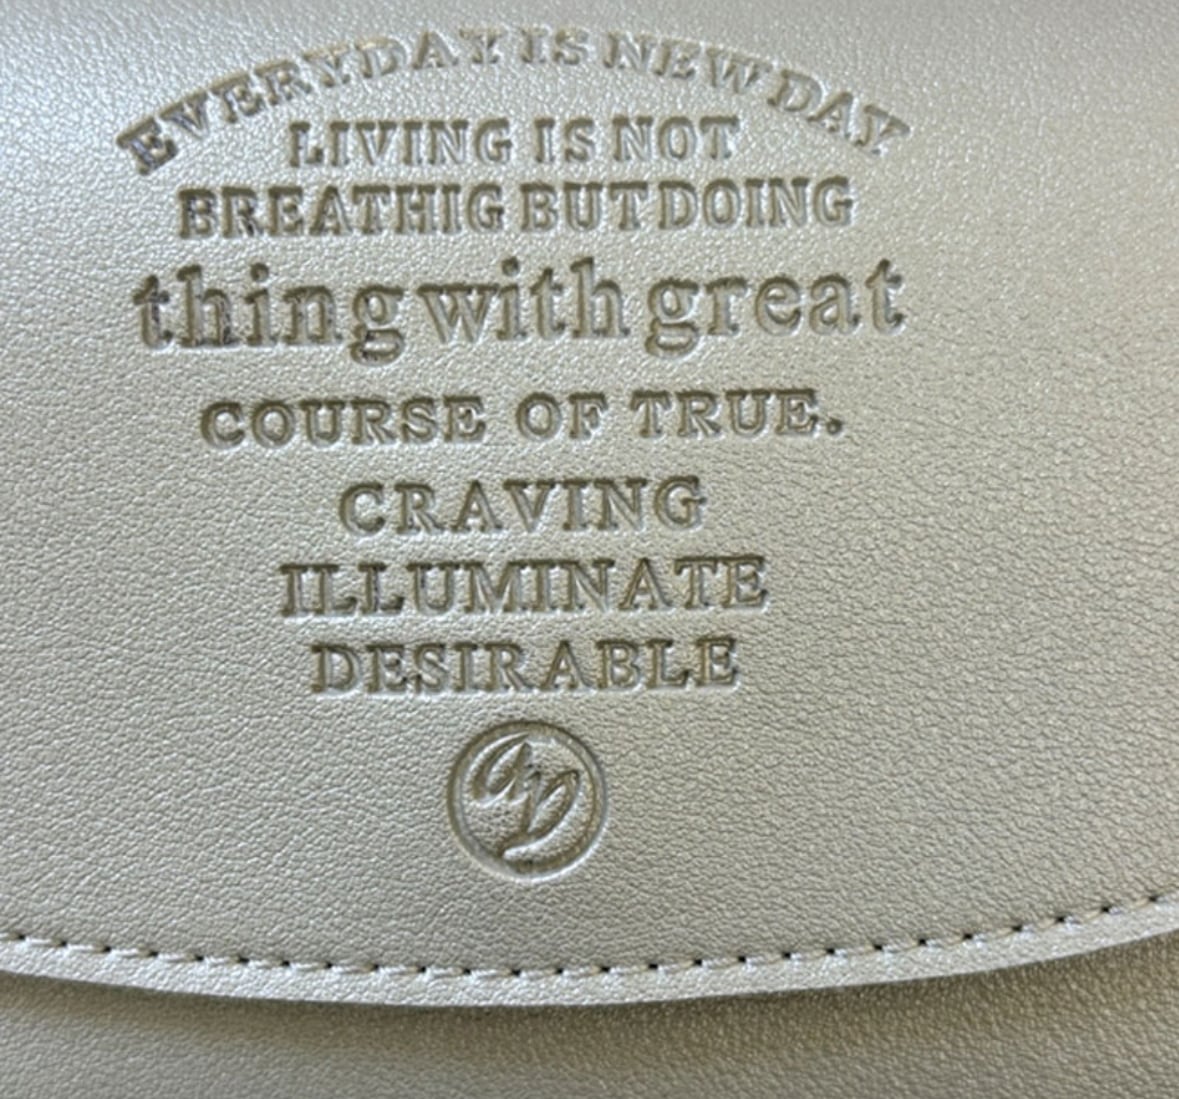 EVERYDAY IS NEW DAY
LIVING IS NOT
BREATHIG BUT DOING
thing with great
COURSE OF TRUE.
CRAVING
ILLUMINATE
DESIRABLE